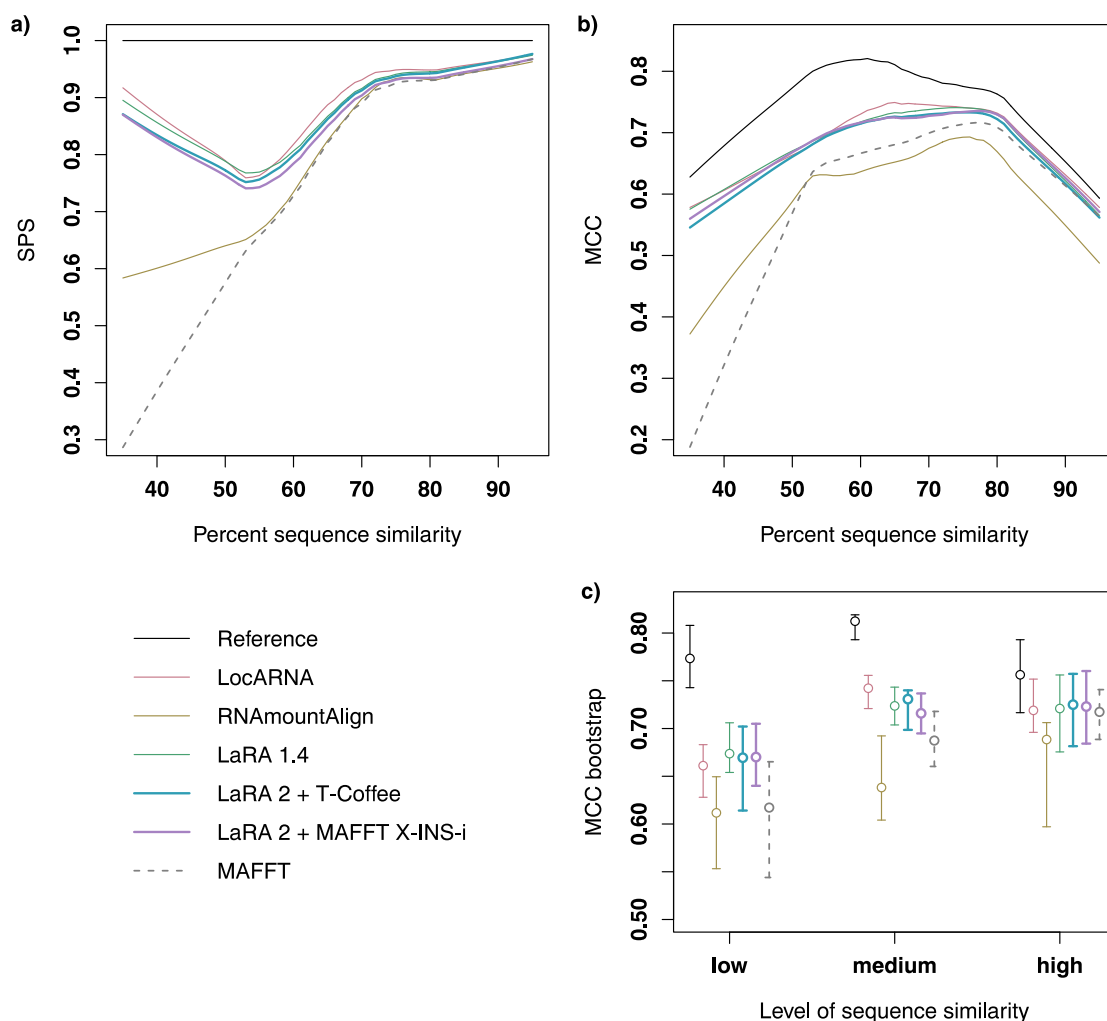 a)
1.0
0.9
0.8
0.7
0.6
0.5
0.4
0.3
SPS
40 50 60 70 80 90
Percent sequence similarity
b)
0.8
0.7
0.6
0.5
0.4
0.3
0.2
MCC
40 50 60 70 80 90
Percent sequence similarity
Reference
LocARNA
RNAmountAlign
LaRA 1.4
LaRA 2 + T-Coffee
LaRA 2 + MAFFT X-INS-i
MAFFT
c)
0.80
0.70
0.60
0.50
MCC bootstrap
low medium high
Level of sequence similarity